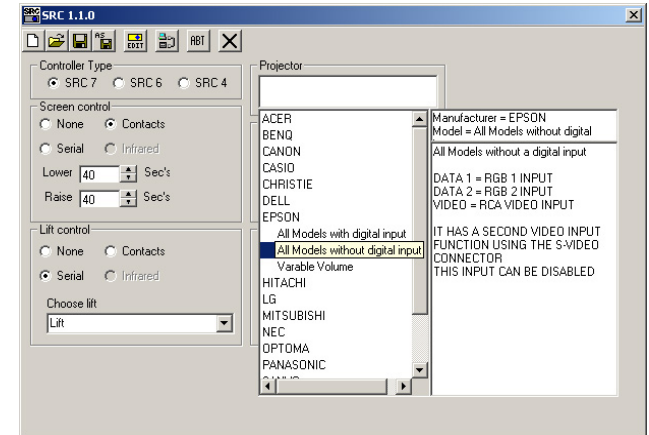 SRC SRC 1.1.0
AS
EDIT
ABT
Controller Type
SRC 7 SRC 6 SRC 4
Screen control
None Contacts
Serial Infrared
Lower 40 Sec's
Raise 40 Sec's
Lift control
None Contacts
Serial Infrared
Choose lift
Lift
Projector
ACER
BENQ
CANON
CASIO
CHRISTIE
DELL
EPSON
All Models with digital input
All Models without digital input
Varable Volume
HITACHI
LG
MITSUBISHI
NEC
OPTOMA
PANASONIC
Manufacturer = EPSON
Model = All Models without digital
All Models without a digital input
DATA 1 = RGB 1 INPUT
DATA 2 = RGB 2 INPUT
VIDEO = RCA VIDEO INPUT
IT HAS A SECOND VIDEO INPUT
FUNCTION USING THE S-VIDEO
CONNECTOR
THIS INPUT CAN BE DISABLED